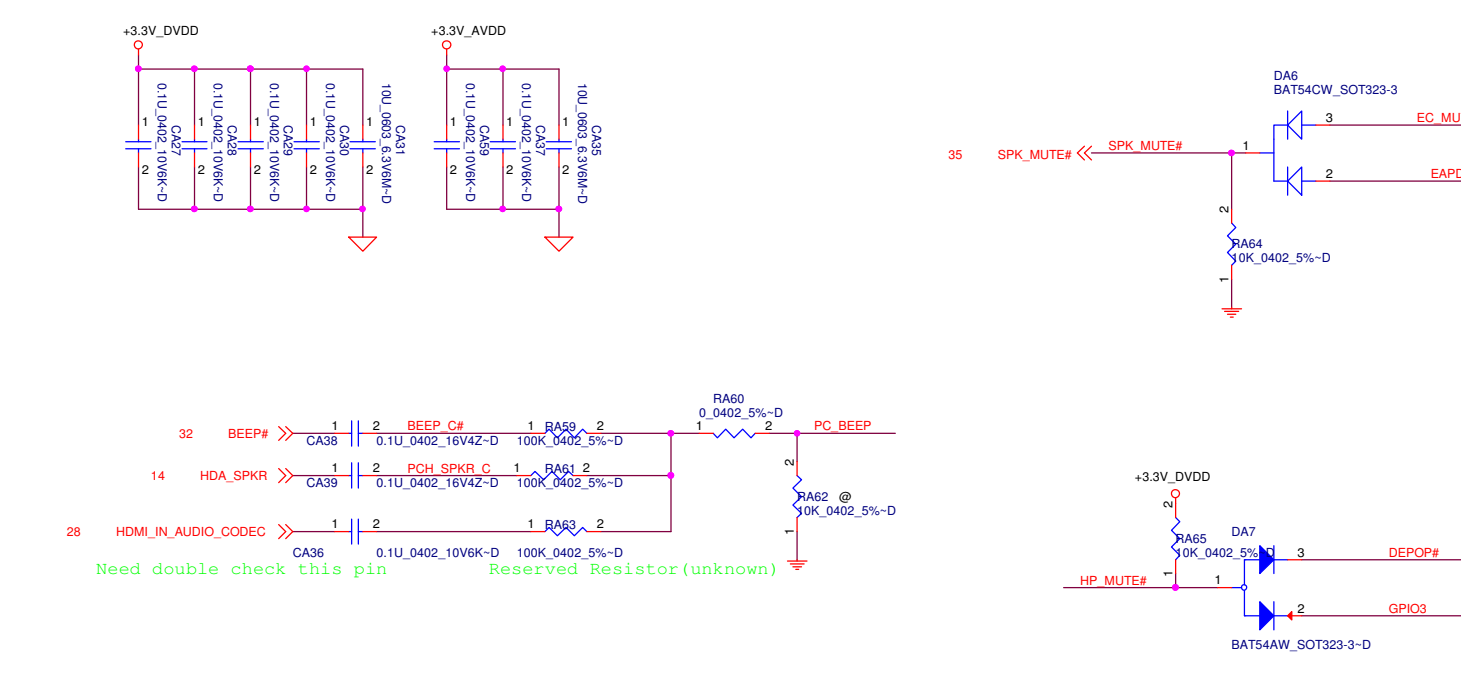 +3.3V_DVDD
1
2
0.1U_0402_10V6K~D
CA27
1
2
0.1U_0402_10V6K~D
CA28
1
2
0.1U_0402_10V6K~D
CA29
1
2
0.1U_0402_10V6K~D
CA30
1
2
10U_0603_6.3V6M~D
CA31
+3.3V_AVDD
1
2
0.1U_0402_10V6K~D
CA59
1
2
0.1U_0402_10V6K~D
CA37
1
2
10U_0603_6.3V6M~D
CA35
DA6
BAT54CW_SOT323-3
35 SPK_MUTE# SPK_MUTE# 1
3 EC_MU
2 EAPD
2
RA64
10K_0402_5%~D
1
RA60
0_0402_5%~D
32 BEEP# 1 2 BEEP_C# 1 RA59 2 1 2 PC_BEEP
CA38 0.1U_0402_16V4Z~D 100K_0402_5%~D
14 HDA_SPKR 1 2 PCH_SPKR_C 1 RA61 2
CA39 0.1U_0402_16V4Z~D 100K_0402_5%~D
2
RA62 @
10K_0402_5%~D
1
28 HDMI_IN_AUDIO_CODEC 1 2 1 RA63 2
CA36 0.1U_0402_10V6K~D 100K_0402_5%~D
Need double check this pin Reserved Resistor(unknown)
+3.3V_DVDD
2
RA65
10K_0402_5%~D
1
DA7
3 DEPOP#
HP_MUTE# 1
2 GPIO3
BAT54AW_SOT323-3~D